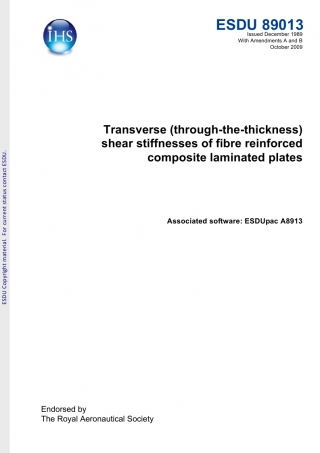 IHS
ESDU 89013
Issued December 1989
With Amendments A and B
October 2009
Transverse (through-the-thickness)
shear stiffnesses of fibre reinforced
composite laminated plates
Associated software: ESDUpac A8913
ESDU Copyright material. For current status contact ESDU.
Endorsed by
The Royal Aeronautical Society